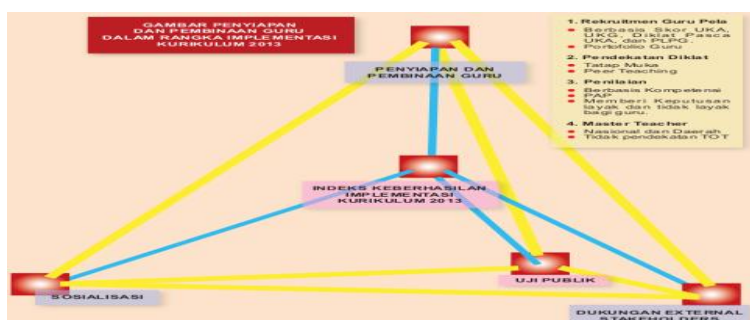 GAMBAR PENYIAPAN
DAN PEMBINAAN GURU
DALAM RANGKA IMPLEMENTASI
KURIKULUM 2013
PENYIAPAN DAN
PEMBINAAN GURU
1. Rekruitmen Guru Pela
Berbasis Skor UKA,
UKG, Diklat Pasca
UKA, dan PLPG.
Portofolio Guru
2. Pendekatan Diklat
Tatap Muka
Peer Teaching
3. Penilaian
Berbasis Kompetensi
PAP
Memberi Keputusan
layak dan tidak layak
bagi guru.
4. Master Teacher
Nasional dan Daerah
Tidak pendekatan TOT
INDEKS KEBERHASILAN
IMPLEMENTASI
KURIKULUM 2013
UJI PUBLIK
SOSIALISASI
DUKUNGAN EXTERNAL
STAKEHOLDERS